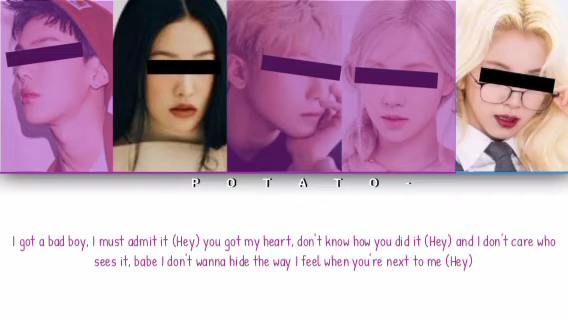 P O T A T O .
I got a bad boy, I must admit it (Hey) you got my heart, don't know how you did it (Hey) and I don't care who
sees it, babe I don't wanna hide the way I feel when you're next to me (Hey)